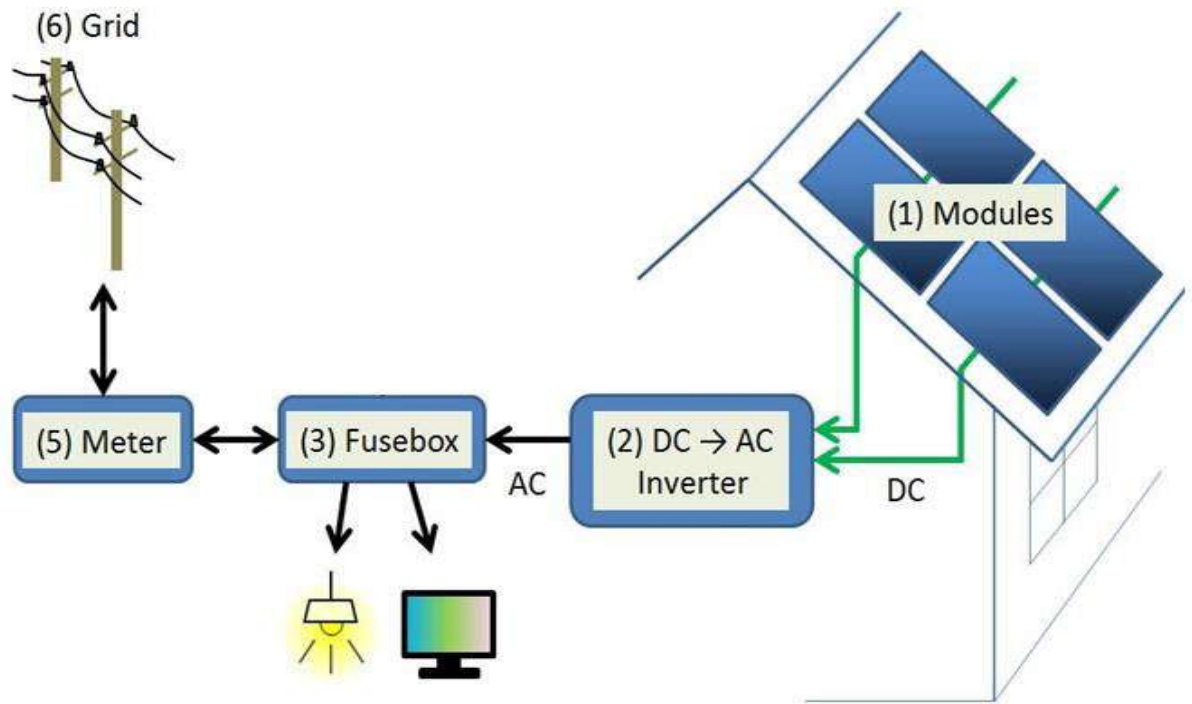 (6) Grid
(1) Modules
(5) Meter
(3) Fusebox
AC
(2) DC → AC
Inverter
DC